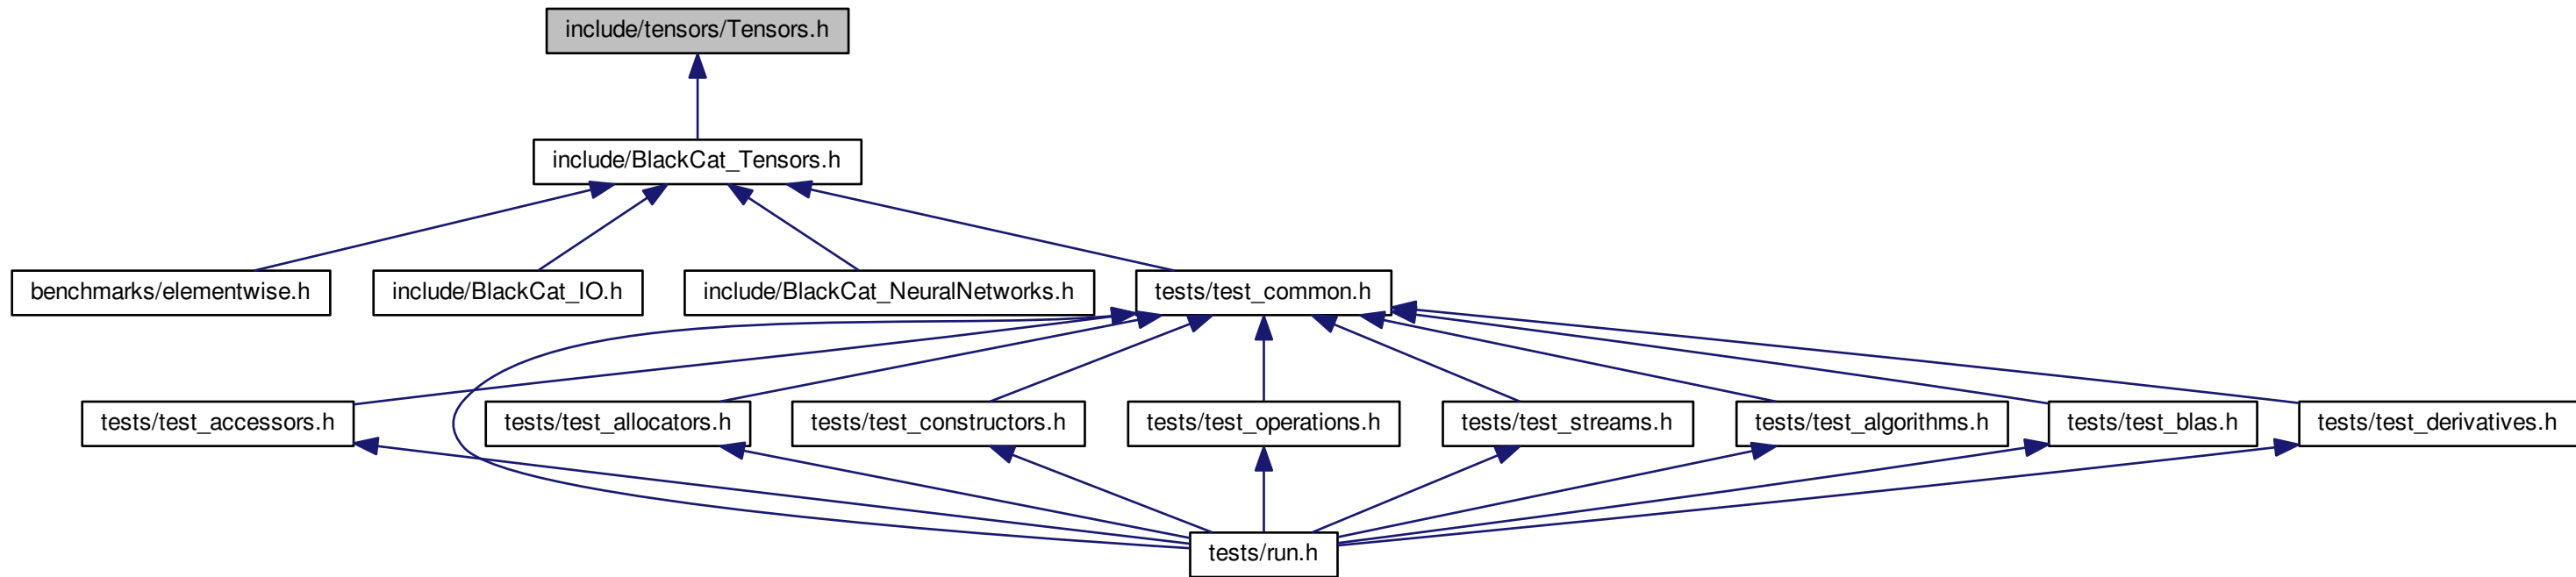 include/tensors/Tensors.h
include/BlackCat_Tensors.h
benchmarks/elementwise.h
include/BlackCat_IO.h
include/BlackCat_NeuralNetworks.h
tests/test_common.h
tests/test_accessors.h
tests/test_allocators.h
tests/test_constructors.h
tests/test_operations.h
tests/test_streams.h
tests/test_algorithms.h
tests/test_blas.h
tests/test_derivatives.h
tests/run.h